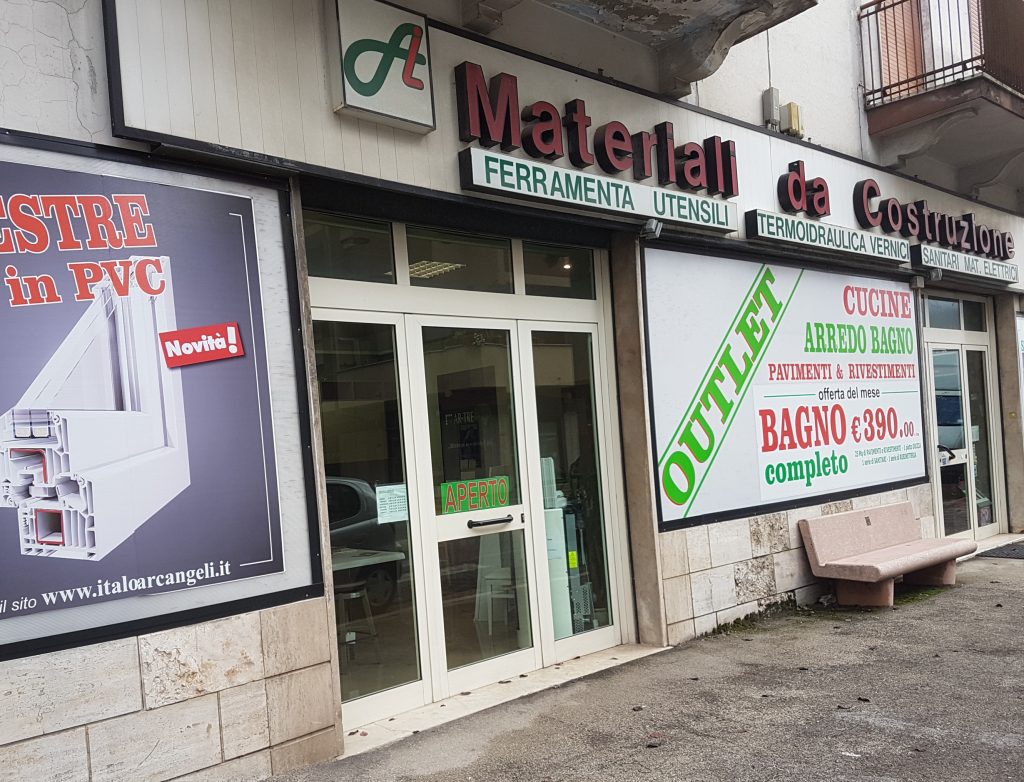 Materiali da Costruzione
FERRAMENTA UTENSILI
TERMOIDRAULICA VERNICI
SANITARI MAT. ELETTRICI
ESTRE
in PVC
Novità!
il sito www.italoarcangeli.it
APERTO
OUTLET
CUCINE
ARREDO BAGNO
PAVIMENTI & RIVESTIMENTI
offerta del mese
BAGNO € 390.00
completo